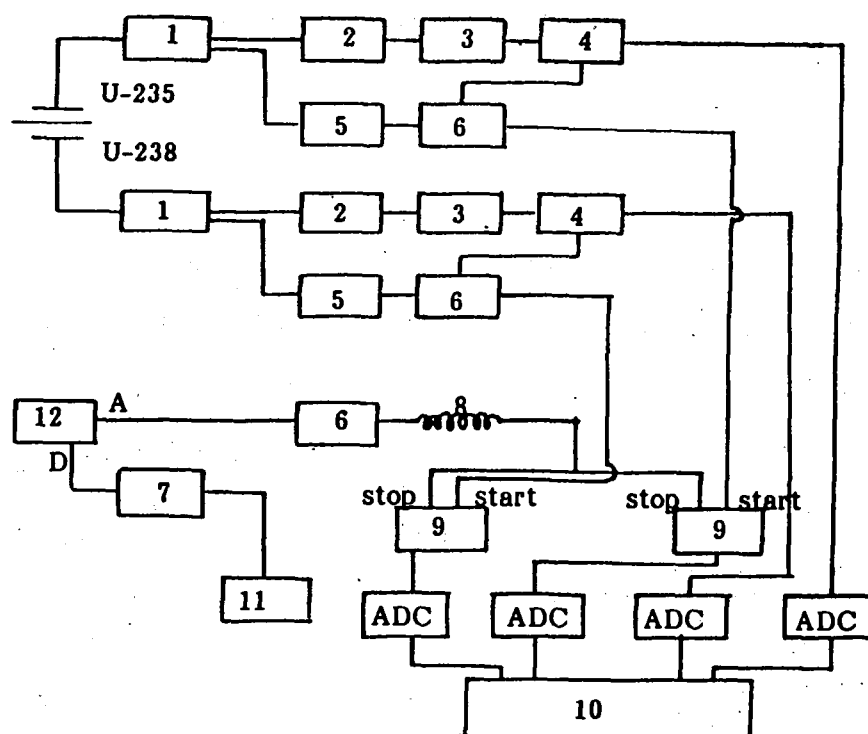 1 2 3 4
U-235
5 6
U-238
1 2 3 4
5 6
12 A 6 8
D 7
stop start stop start
9 9
11 ADC ADC ADC ADC
10